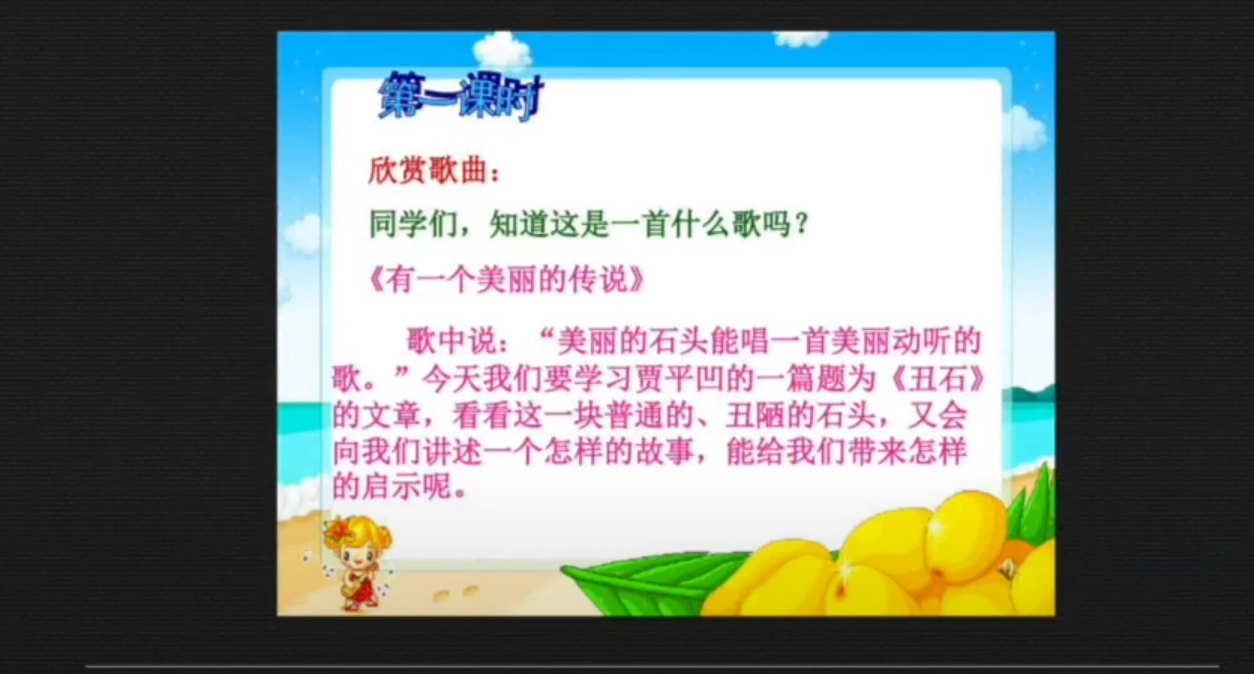 第一课时
欣赏歌曲：
同学们，知道这是一首什么歌吗？
《有一个美丽的传说》
歌中说：“美丽的石头能唱一首美丽动听的
歌。”今天我们要学习贾平凹的一篇题为《丑石》
的文章，看看这一块普通的、丑陋的石头，又会
向我们讲述一个怎样的故事，能给我们带来怎样
的启示呢。